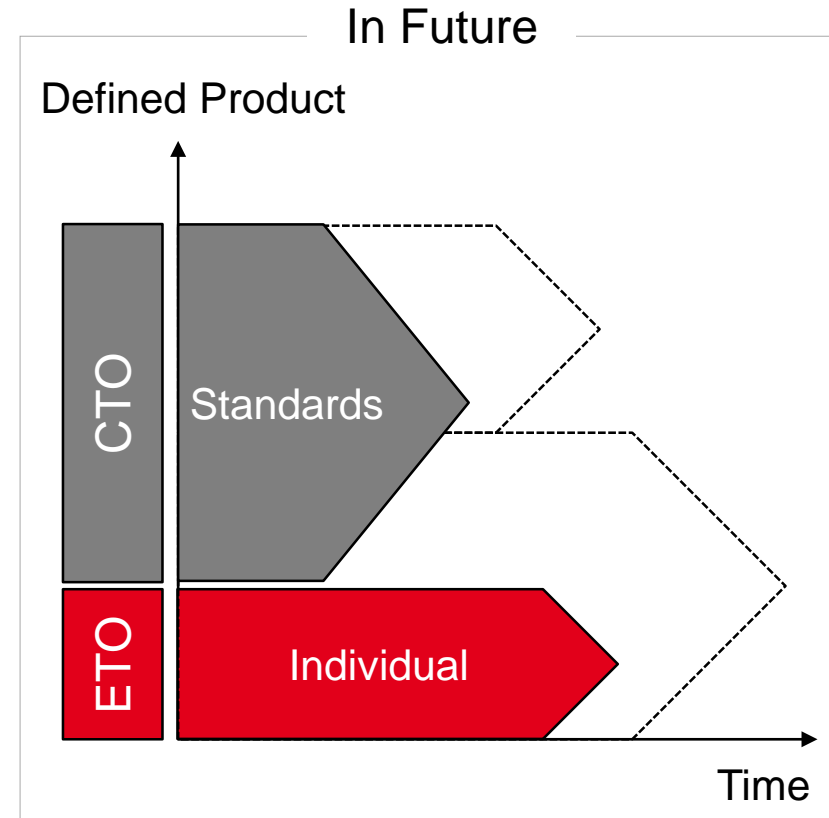 In Future
Defined Product
CTO
Standards
ETO
Individual
Time